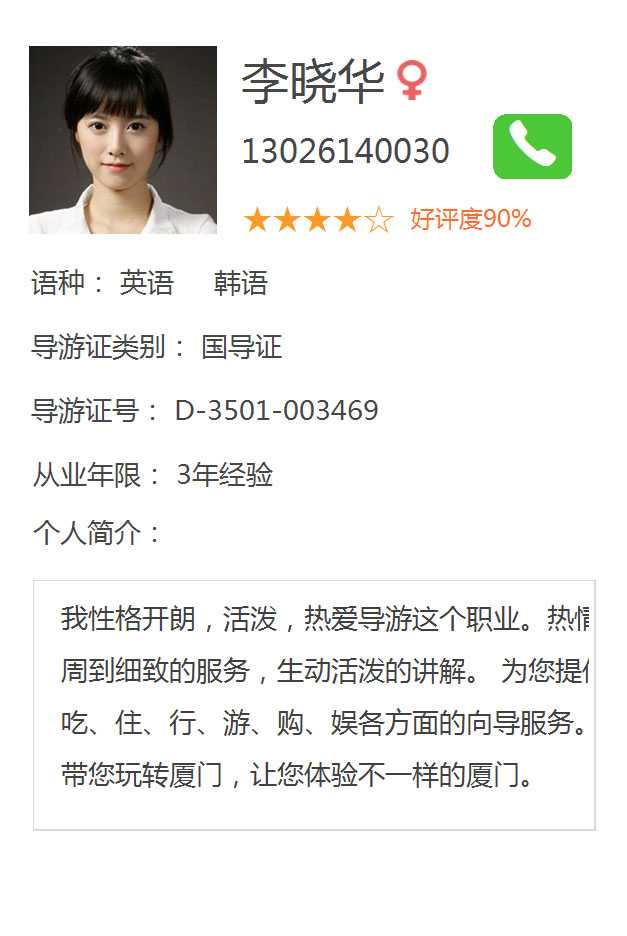 李晓华
13026140030
★★★★☆ 好评度90%
语种： 英语 韩语
导游证类别： 国导证
导游证号： D-3501-003469
从业年限： 3年经验
个人简介：
我性格开朗，活泼，热爱导游这个职业。热情
周到细致的服务，生动活泼的讲解。 为您提供
吃、住、行、游、购、娱各方面的向导服务。
带您玩转厦门，让您体验不一样的厦门。